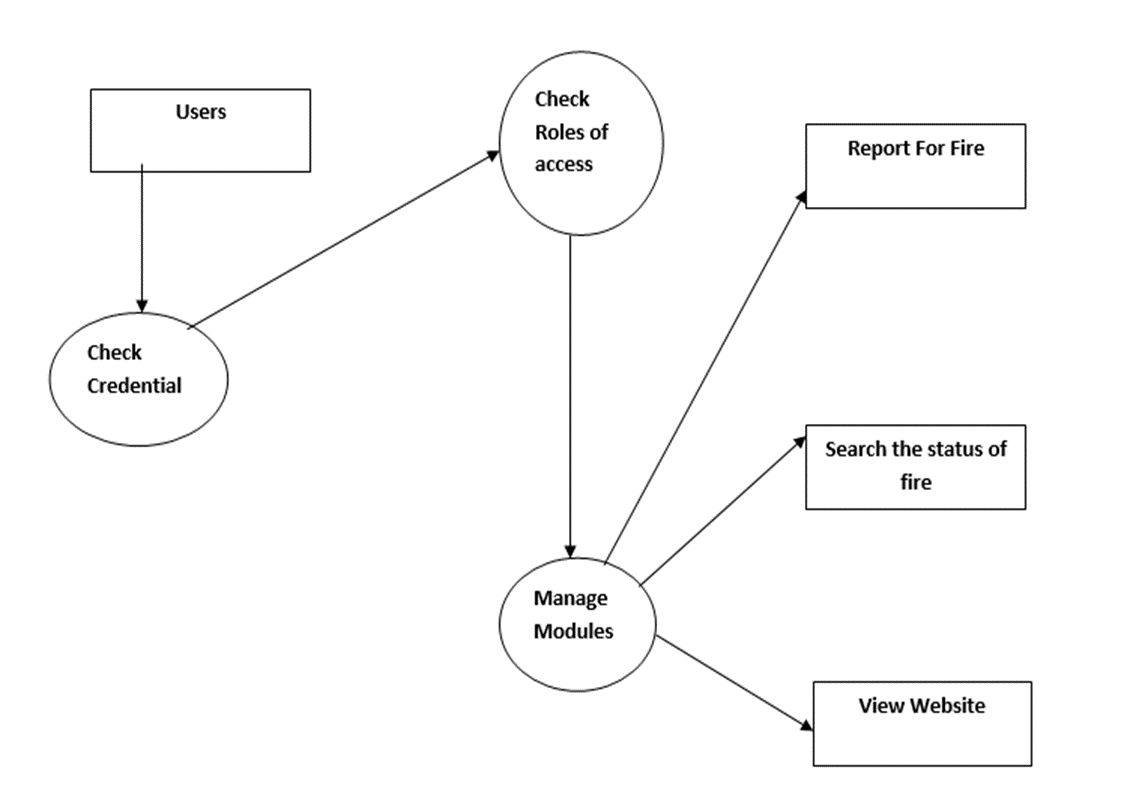 Users
Check
Roles of
access
Report For Fire
Check
Credential
Search the status of
fire
Manage
Modules
View Website